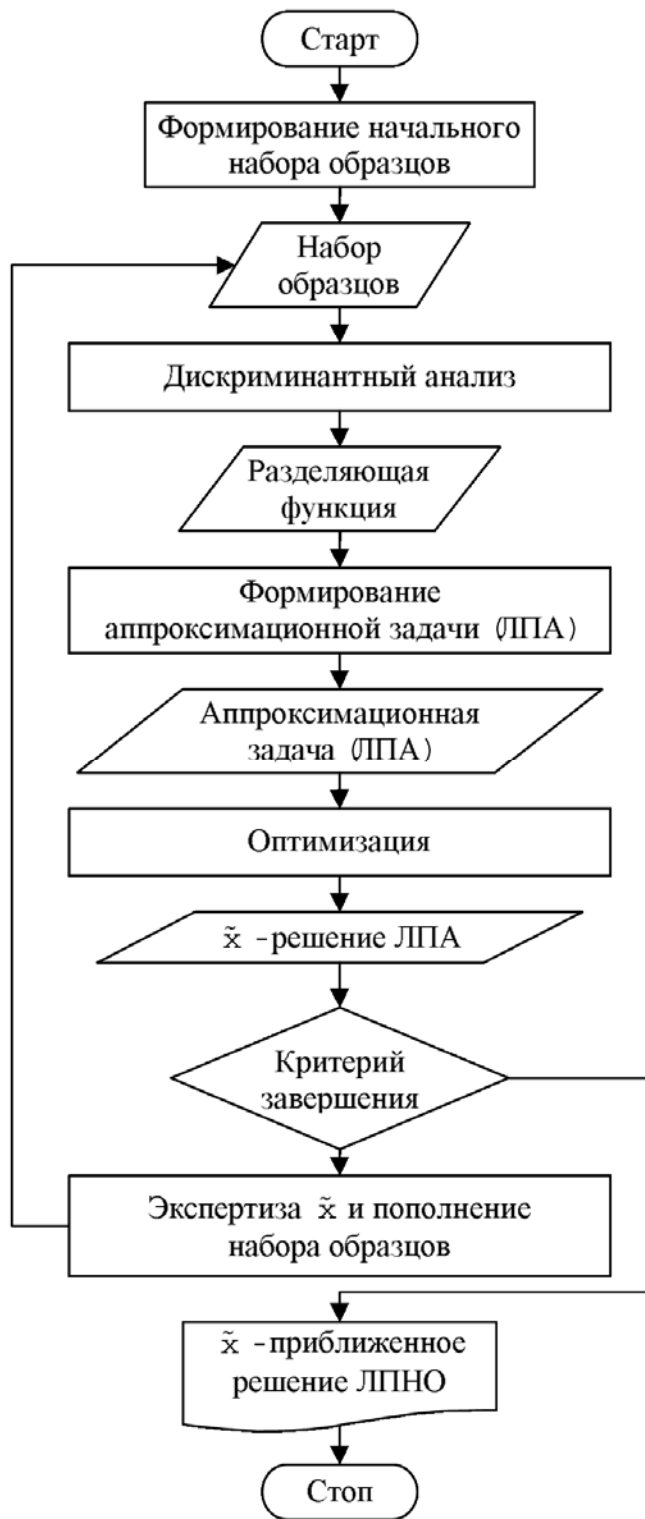 Старт
Формирование начального
набора образцов
Набор
образцов
Дискриминантный анализ
Разделяющая
функция
Формирование
аппроксимационной задачи (ЛПА)
Аппроксимационная
задача (ЛПА)
Оптимизация
x̃ -решение ЛПА
Критерий
завершения
Экспертиза x̃ и пополнение
набора образцов
x̃ -приближенное
решение ЛПНО
Стоп